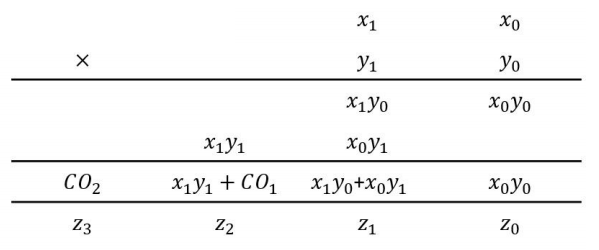 x₁ x₀
× y₁ y₀
x₁y₀ x₀y₀
x₁y₁ x₀y₁
CO₂ x₁y₁ + CO₁ x₁y₀+x₀y₁ x₀y₀
z₃ z₂ z₁ z₀